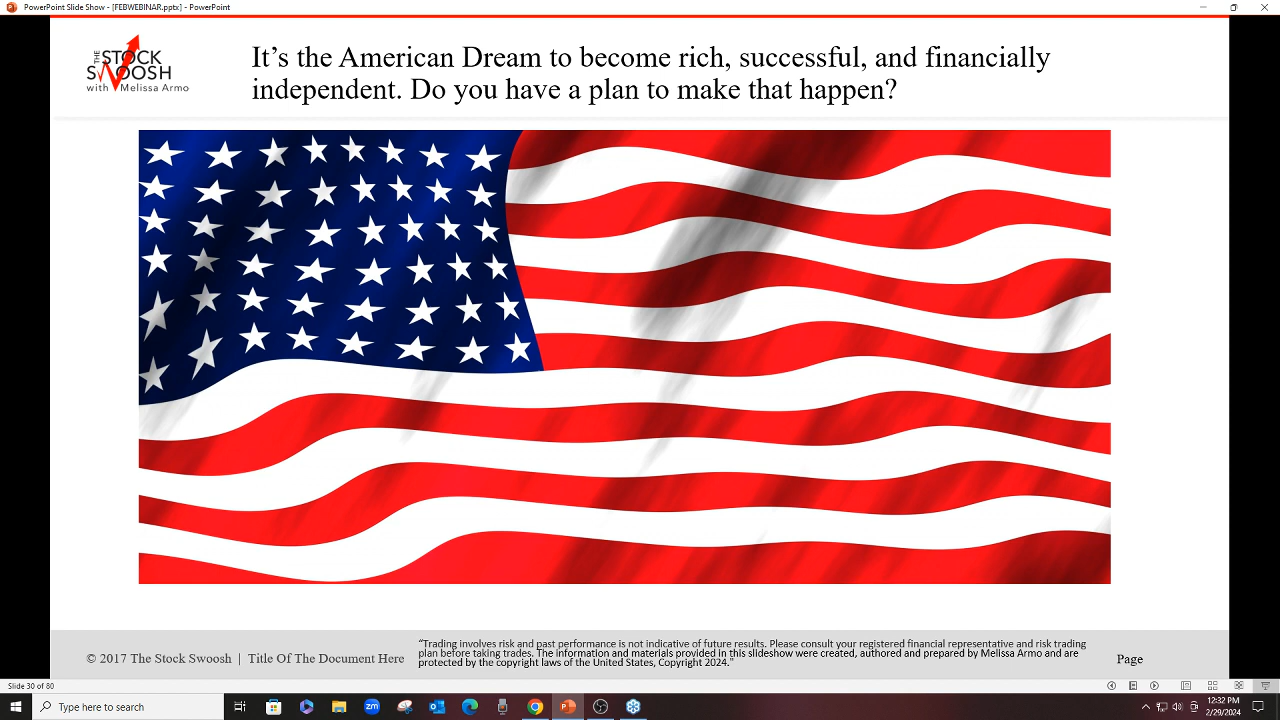 PowerPoint Slide Show - [FEBWEBINAR.pptx] - PowerPoint
THE
STOCK
SWOOSH
with Melissa Armo
It’s the American Dream to become rich, successful, and financially
independent. Do you have a plan to make that happen?
© 2017 The Stock Swoosh | Title Of The Document Here
“Trading involves risk and past performance is not indicative of future results. Please consult your registered financial representative and risk trading
plan before taking trades. The information and materials provided in this slideshow were created, authored and prepared by Melissa Armo and are
protected by the copyright laws of the United States, Copyright 2024."
Page
Slide 30 of 80
Type here to search
zm
12:32 PM
2/29/2024